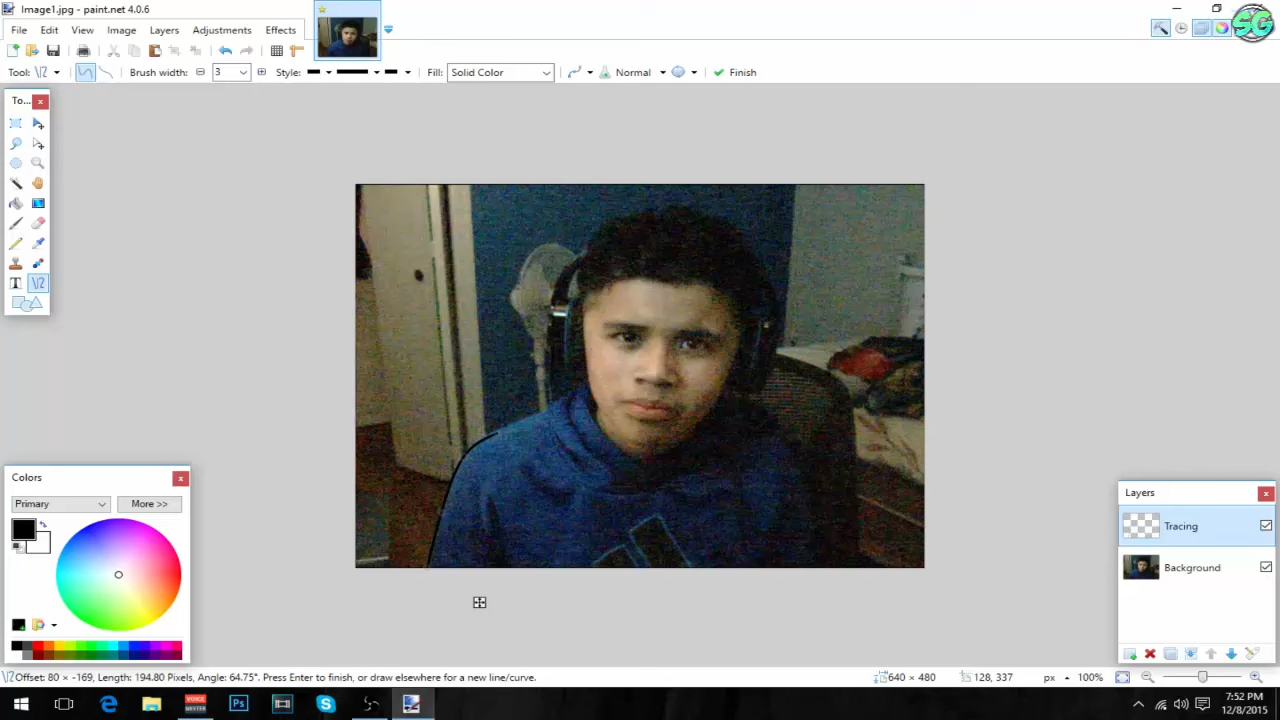 Image1.jpg - paint.net 4.0.6
File Edit View Image Layers Adjustments Effects
SG
Tool: Brush width: 3 Style: Fill: Solid Color Normal Finish
To...
T
Colors
Primary More >>
Layers
Tracing
Background
Offset: 80 × -169, Length: 194.80 Pixels, Angle: 64.75°. Press Enter to finish, or draw elsewhere for a new line/curve. 640 × 480 128, 337 px 100%
Ps
7:52 PM
12/8/2015